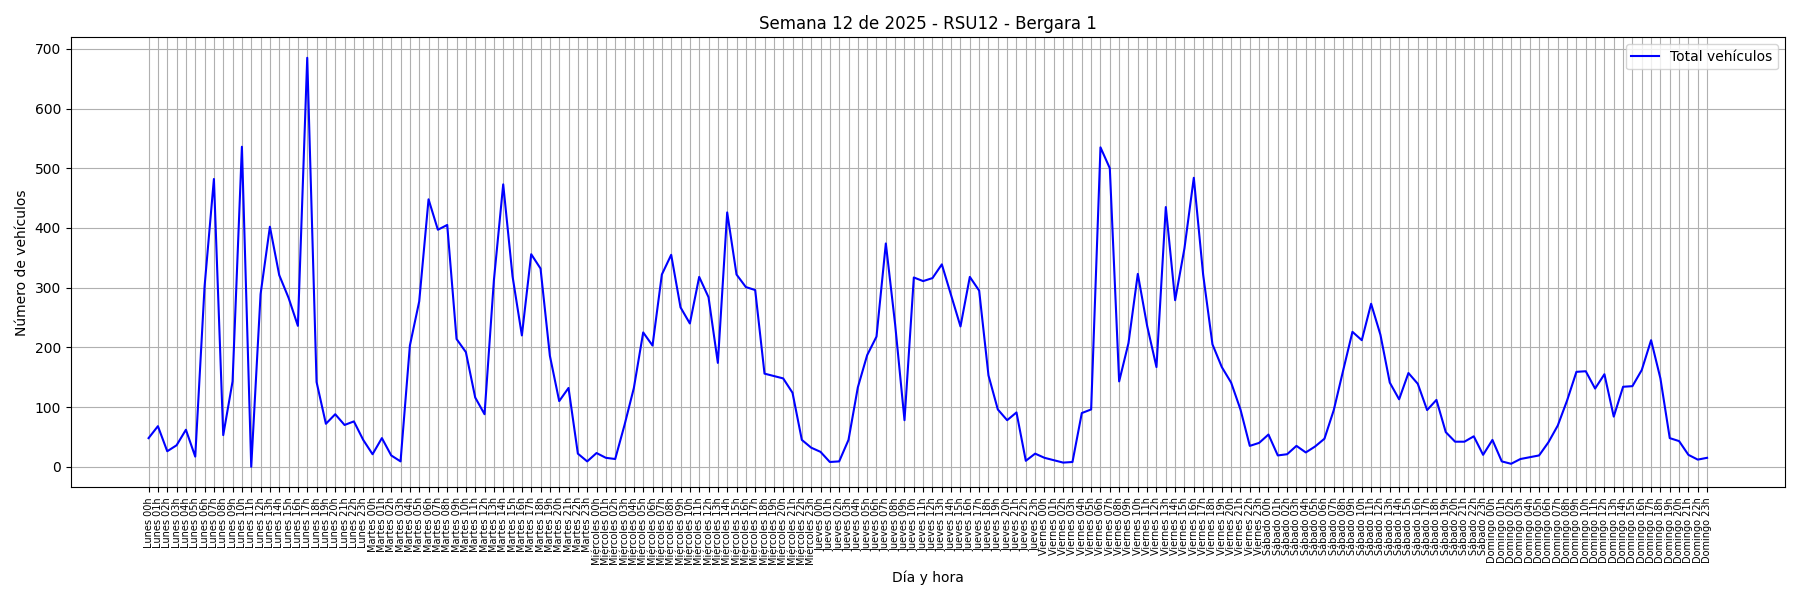 Semana 12 de 2025 - RSU12 - Bergara 1
Total vehículos
Número de vehículos
700
600
500
400
300
200
100
0
Lunes 00h
Lunes 01h
Lunes 02h
Lunes 03h
Lunes 04h
Lunes 05h
Lunes 06h
Lunes 07h
Lunes 08h
Lunes 09h
Lunes 10h
Lunes 11h
Lunes 12h
Lunes 13h
Lunes 14h
Lunes 15h
Lunes 16h
Lunes 17h
Lunes 18h
Lunes 19h
Lunes 20h
Lunes 21h
Lunes 22h
Lunes 23h
Martes 00h
Martes 01h
Martes 02h
Martes 03h
Martes 04h
Martes 05h
Martes 06h
Martes 07h
Martes 08h
Martes 09h
Martes 10h
Martes 11h
Martes 12h
Martes 13h
Martes 14h
Martes 15h
Martes 16h
Martes 17h
Martes 18h
Martes 19h
Martes 20h
Martes 21h
Martes 22h
Martes 23h
Miércoles 00h
Miércoles 01h
Miércoles 02h
Miércoles 03h
Miércoles 04h
Miércoles 05h
Miércoles 06h
Miércoles 07h
Miércoles 08h
Miércoles 09h
Miércoles 10h
Miércoles 11h
Miércoles 12h
Miércoles 13h
Miércoles 14h
Miércoles 15h
Miércoles 16h
Miércoles 17h
Miércoles 18h
Miércoles 19h
Miércoles 20h
Miércoles 21h
Miércoles 22h
Miércoles 23h
Jueves 00h
Jueves 01h
Jueves 02h
Jueves 03h
Jueves 04h
Jueves 05h
Jueves 06h
Jueves 07h
Jueves 08h
Jueves 09h
Jueves 10h
Jueves 11h
Jueves 12h
Jueves 13h
Jueves 14h
Jueves 15h
Jueves 16h
Jueves 17h
Jueves 18h
Jueves 19h
Jueves 20h
Jueves 21h
Jueves 22h
Jueves 23h
Viernes 00h
Viernes 01h
Viernes 02h
Viernes 03h
Viernes 04h
Viernes 05h
Viernes 06h
Viernes 07h
Viernes 08h
Viernes 09h
Viernes 10h
Viernes 11h
Viernes 12h
Viernes 13h
Viernes 14h
Viernes 15h
Viernes 16h
Viernes 17h
Viernes 18h
Viernes 19h
Viernes 20h
Viernes 21h
Viernes 22h
Viernes 23h
Sábado 00h
Sábado 01h
Sábado 02h
Sábado 03h
Sábado 04h
Sábado 05h
Sábado 06h
Sábado 07h
Sábado 08h
Sábado 09h
Sábado 10h
Sábado 11h
Sábado 12h
Sábado 13h
Sábado 14h
Sábado 15h
Sábado 16h
Sábado 17h
Sábado 18h
Sábado 19h
Sábado 20h
Sábado 21h
Sábado 22h
Sábado 23h
Domingo 00h
Domingo 01h
Domingo 02h
Domingo 03h
Domingo 04h
Domingo 05h
Domingo 06h
Domingo 07h
Domingo 08h
Domingo 09h
Domingo 10h
Domingo 11h
Domingo 12h
Domingo 13h
Domingo 14h
Domingo 15h
Domingo 16h
Domingo 17h
Domingo 18h
Domingo 19h
Domingo 20h
Domingo 21h
Domingo 22h
Domingo 23h
Día y hora